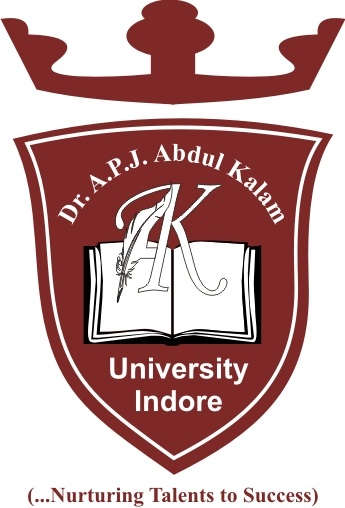 Dr. A.P.J. Abdul Kalam
AK
University
Indore
(...Nurturing Talents to Success)